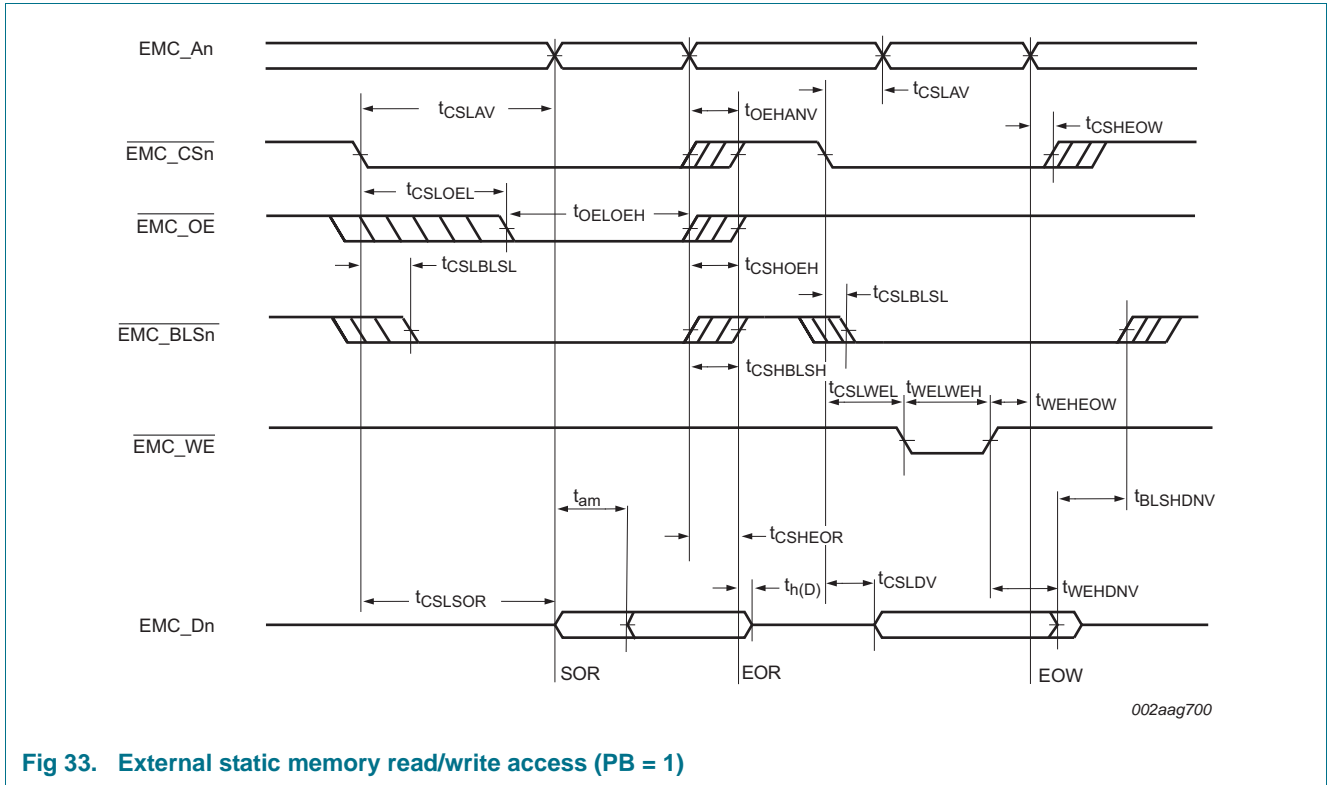 EMC_An
tCSLAV
tCSLAV
tOEHANV
tCSHEOW
EMC_CSn
tCSLOEL
tOELOEH
EMC_OE
tCSLBLSL
tCSHOEH
tCSLBLSL
EMC_BLSn
tCSHBLSH
tCSLWEL tWELWEH tWEHEOW
EMC_WE
tam
tBLSHDNV
tCSHEOR
tCSLSOR
th(D)
tCSLDV
tWEHDNV
EMC_Dn
SOR EOR EOW
002aag700
Fig 33. External static memory read/write access (PB = 1)